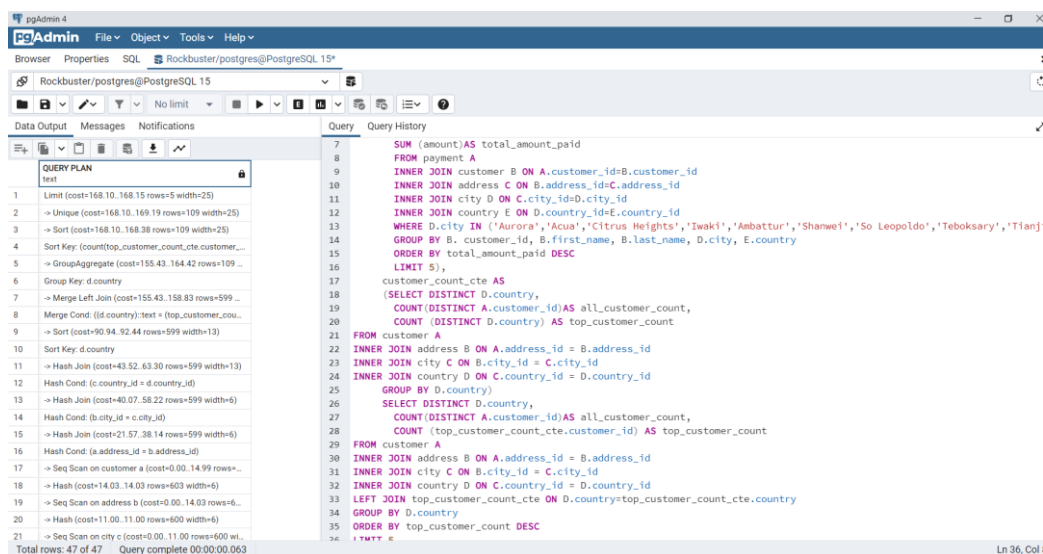 pgAdmin 4
pgAdmin File Object Tools Help
Browser Properties SQL Rockbuster/postgres@PostgreSQL 15*
Rockbuster/postgres@PostgreSQL 15
No limit
Data Output Messages Notifications
QUERY PLAN
text
1 Limit (cost=168.10..168.15 rows=5 width=25)
2 -> Unique (cost=168.10..169.19 rows=109 width=25)
3 -> Sort (cost=168.10..168.38 rows=109 width=25)
4 Sort Key: (count(top_customer_count_cte.customer_...
5 -> GroupAggregate (cost=155.43..164.42 rows=109 ...
6 Group Key: d.country
7 -> Merge Left Join (cost=155.43..158.83 rows=599 ...
8 Merge Cond: ((d.country)::text = (top_customer_cou...
9 -> Sort (cost=90.94..92.44 rows=599 width=13)
10 Sort Key: d.country
11 -> Hash Join (cost=43.52..63.30 rows=599 width=13)
12 Hash Cond: (c.country_id = d.country_id)
13 -> Hash Join (cost=40.07..58.22 rows=599 width=6)
14 Hash Cond: (b.city_id = c.city_id)
15 -> Hash Join (cost=21.57..38.14 rows=599 width=6)
16 Hash Cond: (a.address_id = b.address_id)
17 -> Seq Scan on customer a (cost=0.00..14.99 rows=...
18 -> Hash (cost=14.03..14.03 rows=603 width=6)
19 -> Seq Scan on address b (cost=0.00..14.03 rows=6...
20 -> Hash (cost=11.00..11.00 rows=600 width=6)
21 -> Seq Scan on city c (cost=0.00..11.00 rows=600 wi...
Query Query History
7 SUM (amount)AS total_amount_paid
8 FROM payment A
9 INNER JOIN customer B ON A.customer_id=B.customer_id
10 INNER JOIN address C ON B.address_id=C.address_id
11 INNER JOIN city D ON C.city_id=D.city_id
12 INNER JOIN country E ON D.country_id=E.country_id
13 WHERE D.city IN ('Aurora','Acua','Citrus Heights','Iwaki','Ambattur','Shanwei','So Leopoldo','Teboksary','Tianj
14 GROUP BY B. customer_id, B.first_name, B.last_name, D.city, E.country
15 ORDER BY total_amount_paid DESC
16 LIMIT 5),
17 customer_count_cte AS
18 (SELECT DISTINCT D.country,
19 COUNT(DISTINCT A.customer_id)AS all_customer_count,
20 COUNT (DISTINCT D.country) AS top_customer_count
21 FROM customer A
22 INNER JOIN address B ON A.address_id = B.address_id
23 INNER JOIN city C ON B.city_id = C.city_id
24 INNER JOIN country D ON C.country_id = D.country_id
25 GROUP BY D.country)
26 SELECT DISTINCT D.country,
27 COUNT(DISTINCT A.customer_id)AS all_customer_count,
28 COUNT (top_customer_count_cte.customer_id) AS top_customer_count
29 FROM customer A
30 INNER JOIN address B ON A.address_id = B.address_id
31 INNER JOIN city C ON B.city_id = C.city_id
32 INNER JOIN country D ON C.country_id = D.country_id
33 LEFT JOIN top_customer_count_cte ON D.country=top_customer_count_cte.country
34 GROUP BY D.country
35 ORDER BY top_customer_count DESC
36 LIMIT 5
Total rows: 47 of 47 Query complete 00:00:00.063 Ln 36, Col